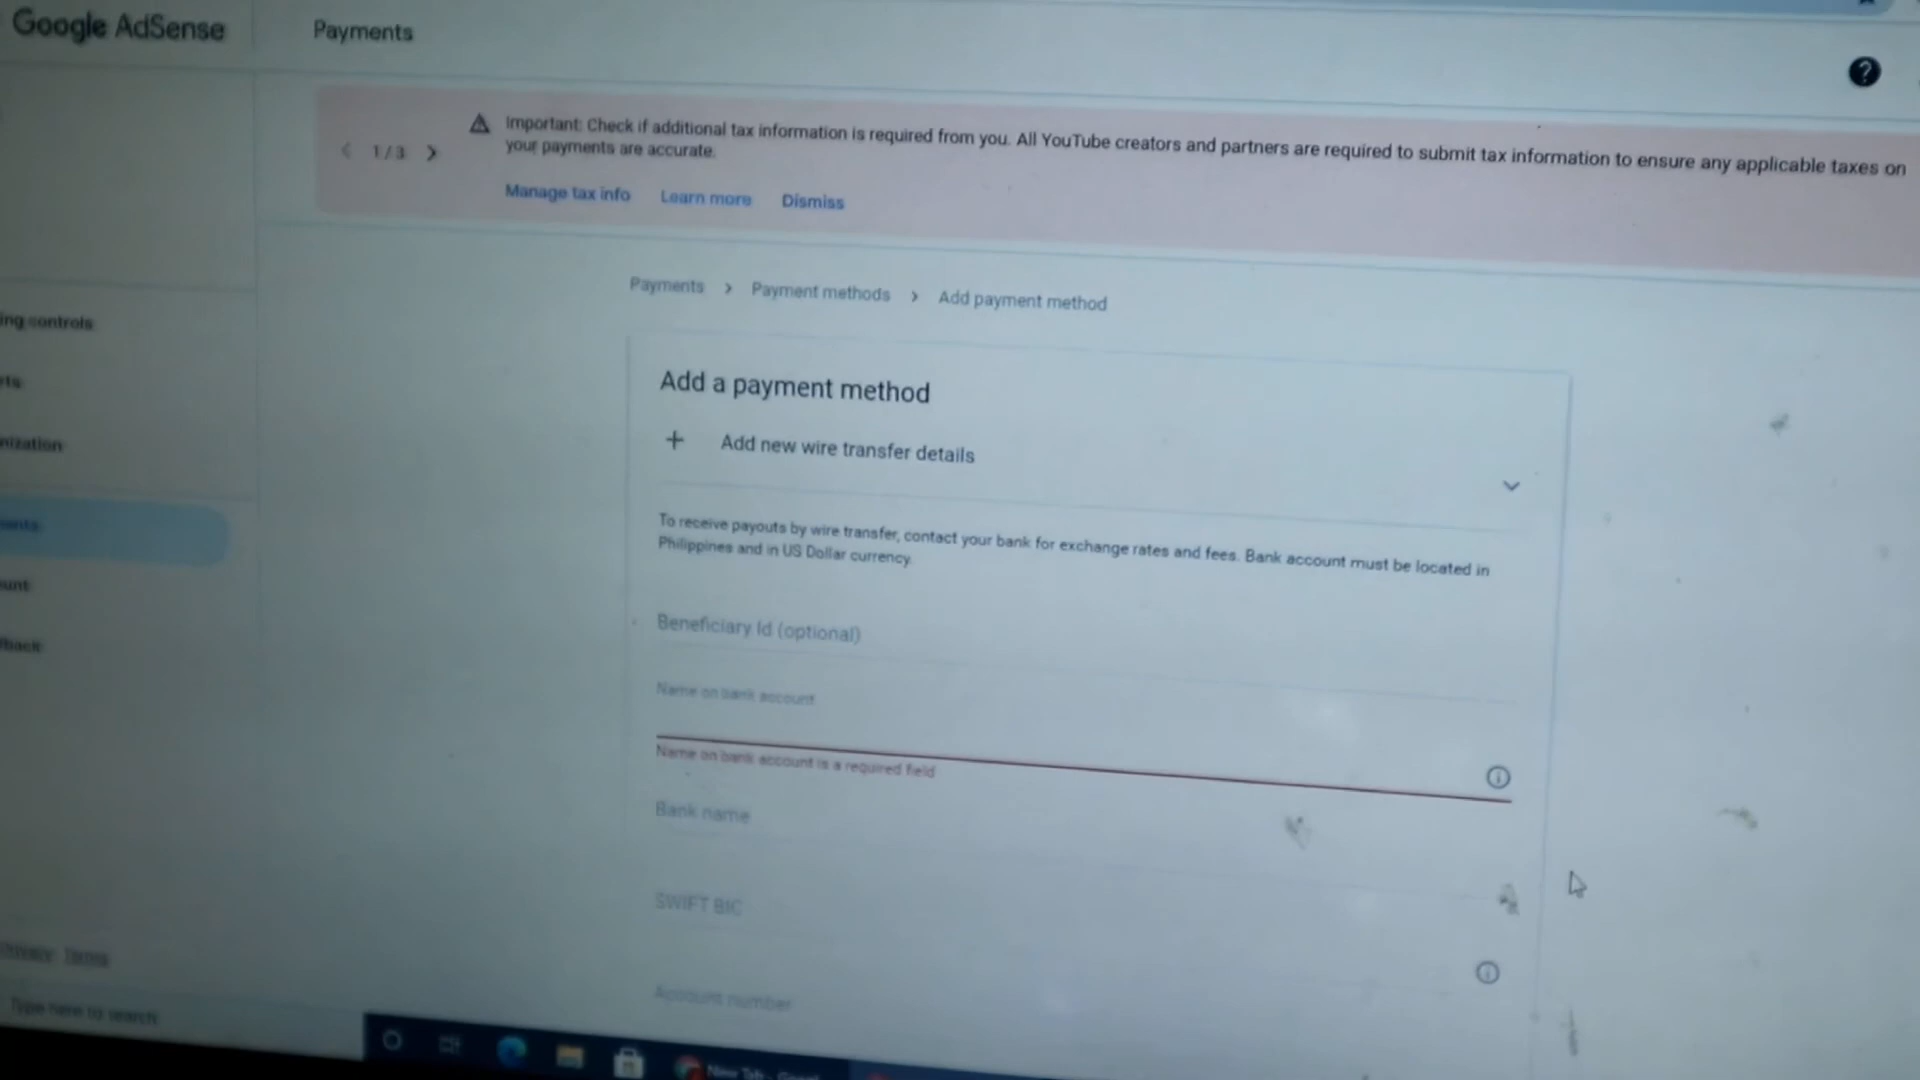 Google AdSense
Payments
Important: Check if additional tax information is required from you. All YouTube creators and partners are required to submit tax information to ensure any applicable taxes on
your payments are accurate.
1/3
Manage tax info Learn more Dismiss
Payments > Payment methods > Add payment method
ing controls
Add a payment method
+ Add new wire transfer details
To receive payouts by wire transfer, contact your bank for exchange rates and fees. Bank account must be located in
Philippines and in US Dollar currency.
Beneficiary Id (optional)
Name on bank account
Name on bank account is a required field
Bank name
SWIFT BIC
Account number
Terms
Type here to search
New Tab - Google